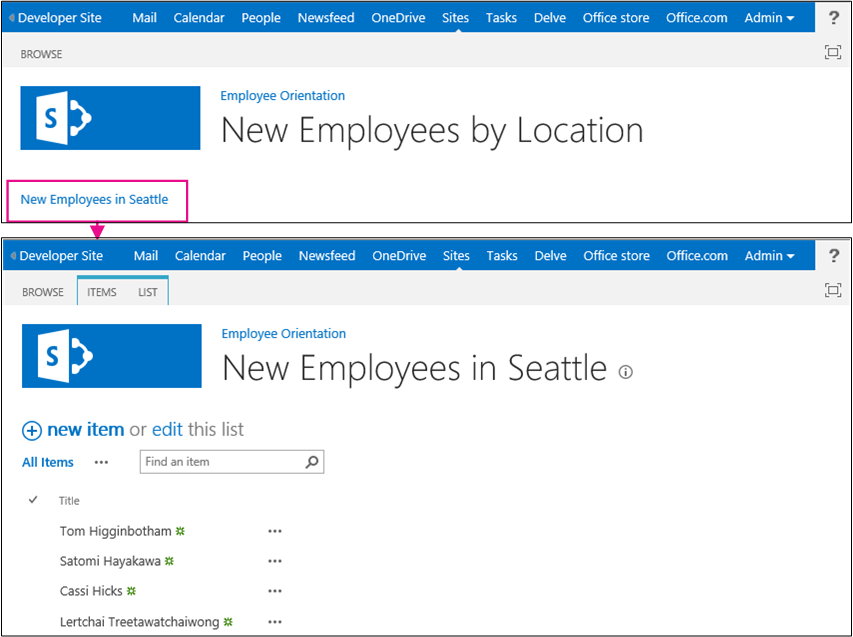 Developer Site Mail Calendar People Newsfeed OneDrive Sites Tasks Delve Office store Office.com Admin ?
BROWSE
S
Employee Orientation
New Employees by Location
New Employees in Seattle
Developer Site Mail Calendar People Newsfeed OneDrive Sites Tasks Delve Office store Office.com Admin ?
BROWSE ITEMS LIST
S
Employee Orientation
New Employees in Seattle
new item or edit this list
All Items ··· Find an item
Title
Tom Higginbotham ···
Satomi Hayakawa ···
Cassi Hicks ···
Lertchai Treetawatchaiwong ···